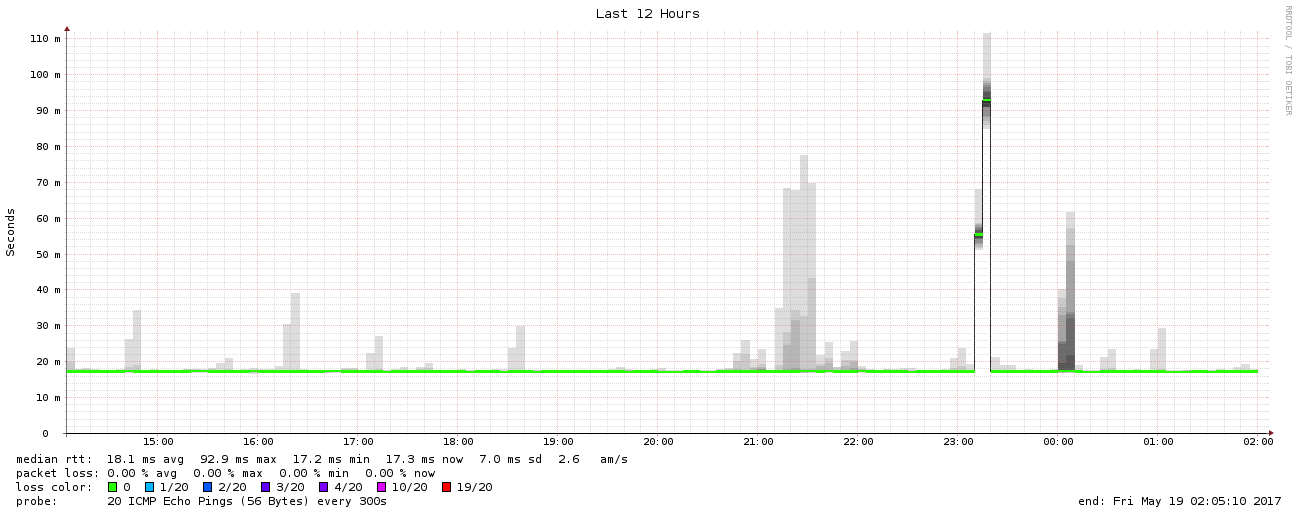 Last 12 Hours
RRDTOOL / TOBI OETIKER
Seconds
110 m
100 m
90 m
80 m
70 m
60 m
50 m
40 m
30 m
20 m
10 m
0
15:00 16:00 17:00 18:00 19:00 20:00 21:00 22:00 23:00 00:00 01:00 02:00
median rtt: 18.1 ms avg 92.9 ms max 17.2 ms min 17.3 ms now 7.0 ms sd 2.6 am/s
packet loss: 0.00 % avg 0.00 % max 0.00 % min 0.00 % now
loss color: 0 1/20 2/20 3/20 4/20 10/20 19/20
probe: 20 ICMP Echo Pings (56 Bytes) every 300s end: Fri May 19 02:05:10 2017